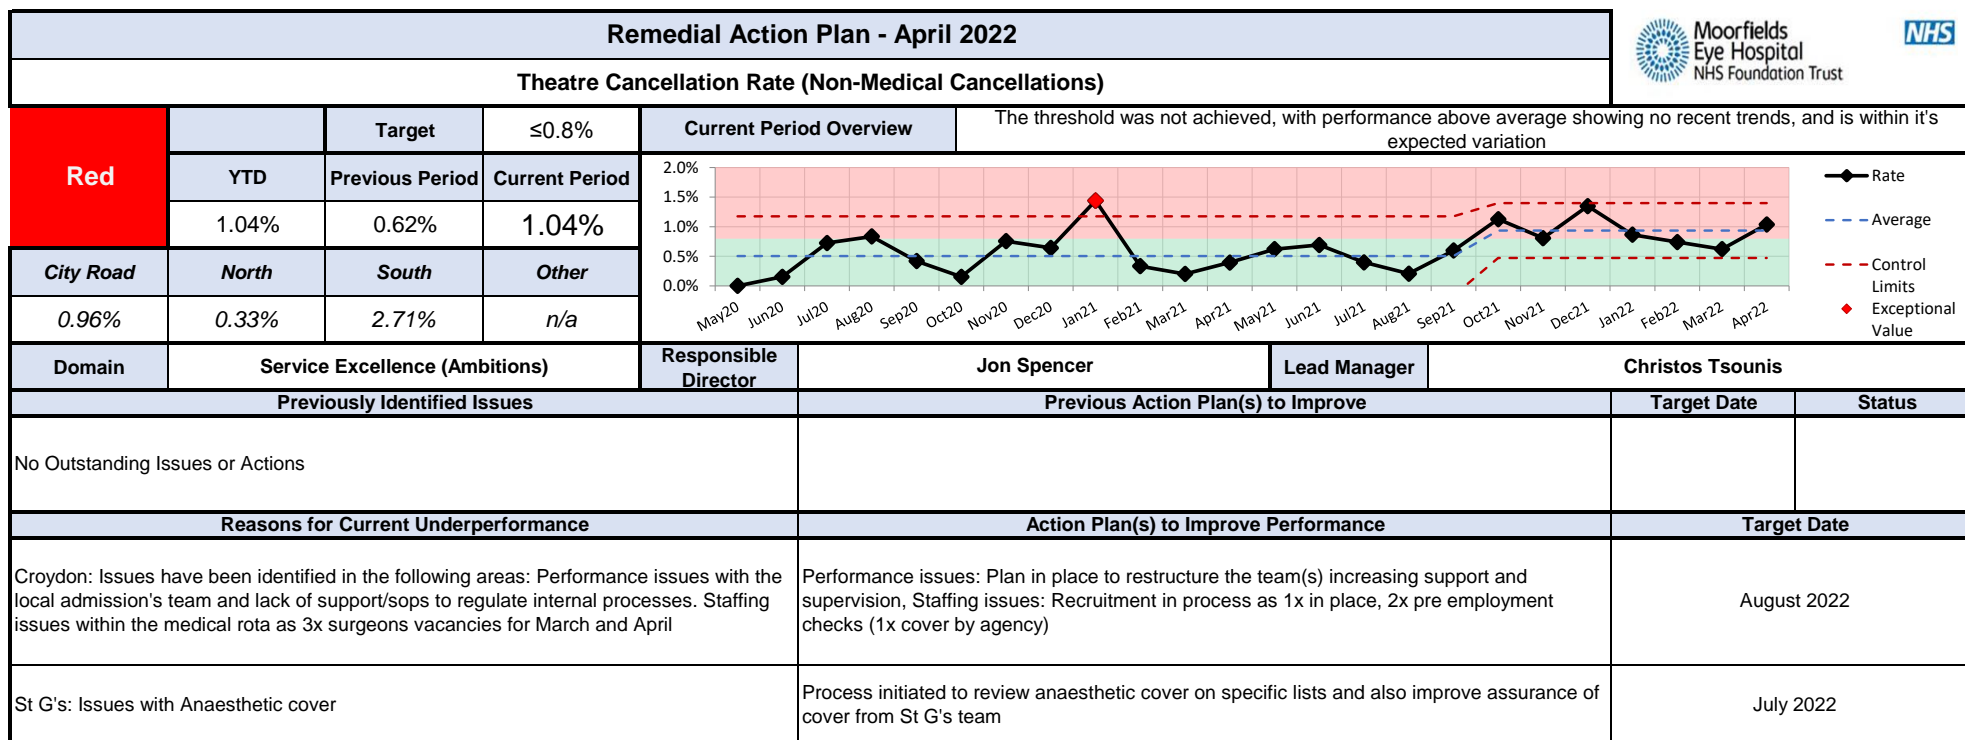 Remedial Action Plan - April 2022
Moorfields
Eye Hospital
NHS Foundation Trust
NHS
Theatre Cancellation Rate (Non-Medical Cancellations)
Red
Target
≤0.8%
Current Period Overview
The threshold was not achieved, with performance above average showing no recent trends, and is within it's
expected variation
YTD
Previous Period
Current Period
1.04%
0.62%
1.04%
City Road
North
South
Other
0.96%
0.33%
2.71%
n/a
2.0%
1.5%
1.0%
0.5%
0.0%
May20 Jun20 Jul20 Aug20 Sep20 Oct20 Nov20 Dec20 Jan21 Feb21 Mar21 Apr21 May21 Jun21 Jul21 Aug21 Sep21 Oct21 Nov21 Dec21 Jan22 Feb22 Mar22 Apr22
Rate
Average
Control
Limits
Exceptional
Value
Domain
Service Excellence (Ambitions)
Responsible
Director
Jon Spencer
Lead Manager
Christos Tsounis
Previously Identified Issues
Previous Action Plan(s) to Improve
Target Date
Status
No Outstanding Issues or Actions
Reasons for Current Underperformance
Action Plan(s) to Improve Performance
Target Date
Croydon: Issues have been identified in the following areas: Performance issues with the
local admission's team and lack of support/sops to regulate internal processes. Staffing
issues within the medical rota as 3x surgeons vacancies for March and April
Performance issues: Plan in place to restructure the team(s) increasing support and
supervision, Staffing issues: Recruitment in process as 1x in place, 2x pre employment
checks (1x cover by agency)
August 2022
St G's: Issues with Anaesthetic cover
Process initiated to review anaesthetic cover on specific lists and also improve assurance of
cover from St G's team
July 2022